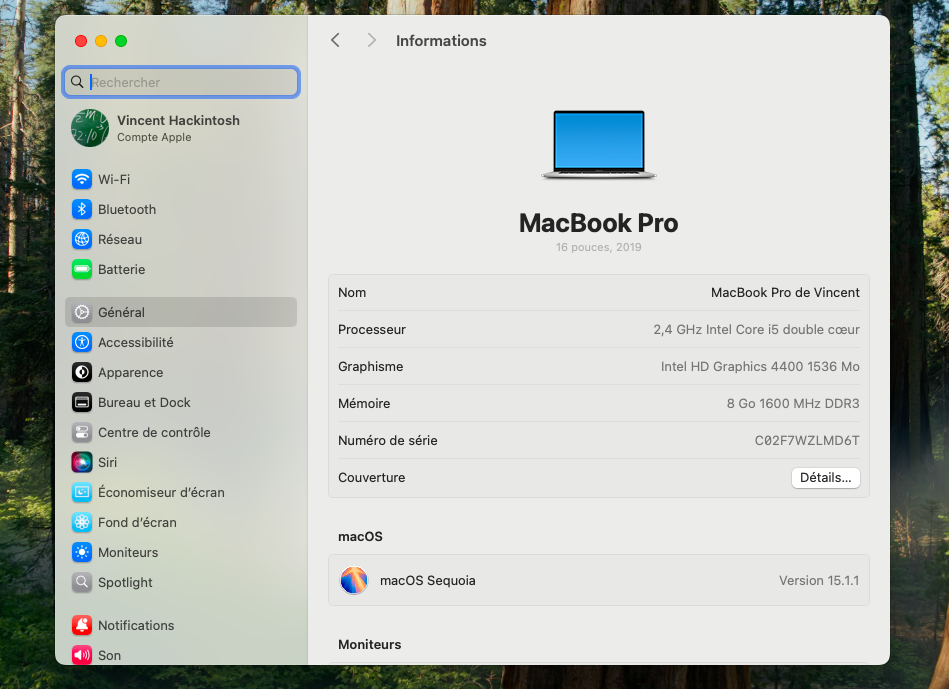 Informations
Rechercher
Vincent Hackintosh
Compte Apple
Wi-Fi
Bluetooth
Réseau
Batterie
Général
Accessibilité
Apparence
Bureau et Dock
Centre de contrôle
Siri
Économiseur d’écran
Fond d’écran
Moniteurs
Spotlight
Notifications
Son
MacBook Pro
16 pouces, 2019
Nom MacBook Pro de Vincent
Processeur 2,4 GHz Intel Core i5 double cœur
Graphisme Intel HD Graphics 4400 1536 Mo
Mémoire 8 Go 1600 MHz DDR3
Numéro de série C02F7WZLMD6T
Couverture Détails…
macOS
macOS Sequoia Version 15.1.1
Moniteurs